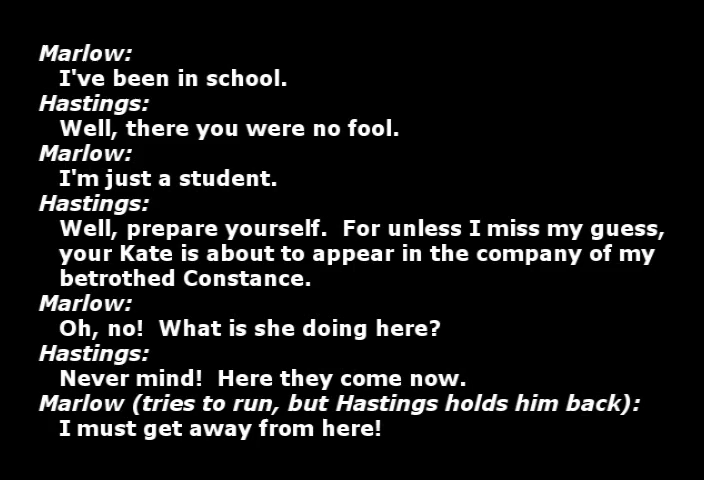 Marlow:
I've been in school.
Hastings:
Well, there you were no fool.
Marlow:
I'm just a student.
Hastings:
Well, prepare yourself.  For unless I miss my guess,
your Kate is about to appear in the company of my
betrothed Constance.
Marlow:
Oh, no!  What is she doing here?
Hastings:
Never mind!  Here they come now.
Marlow (tries to run, but Hastings holds him back):
I must get away from here!